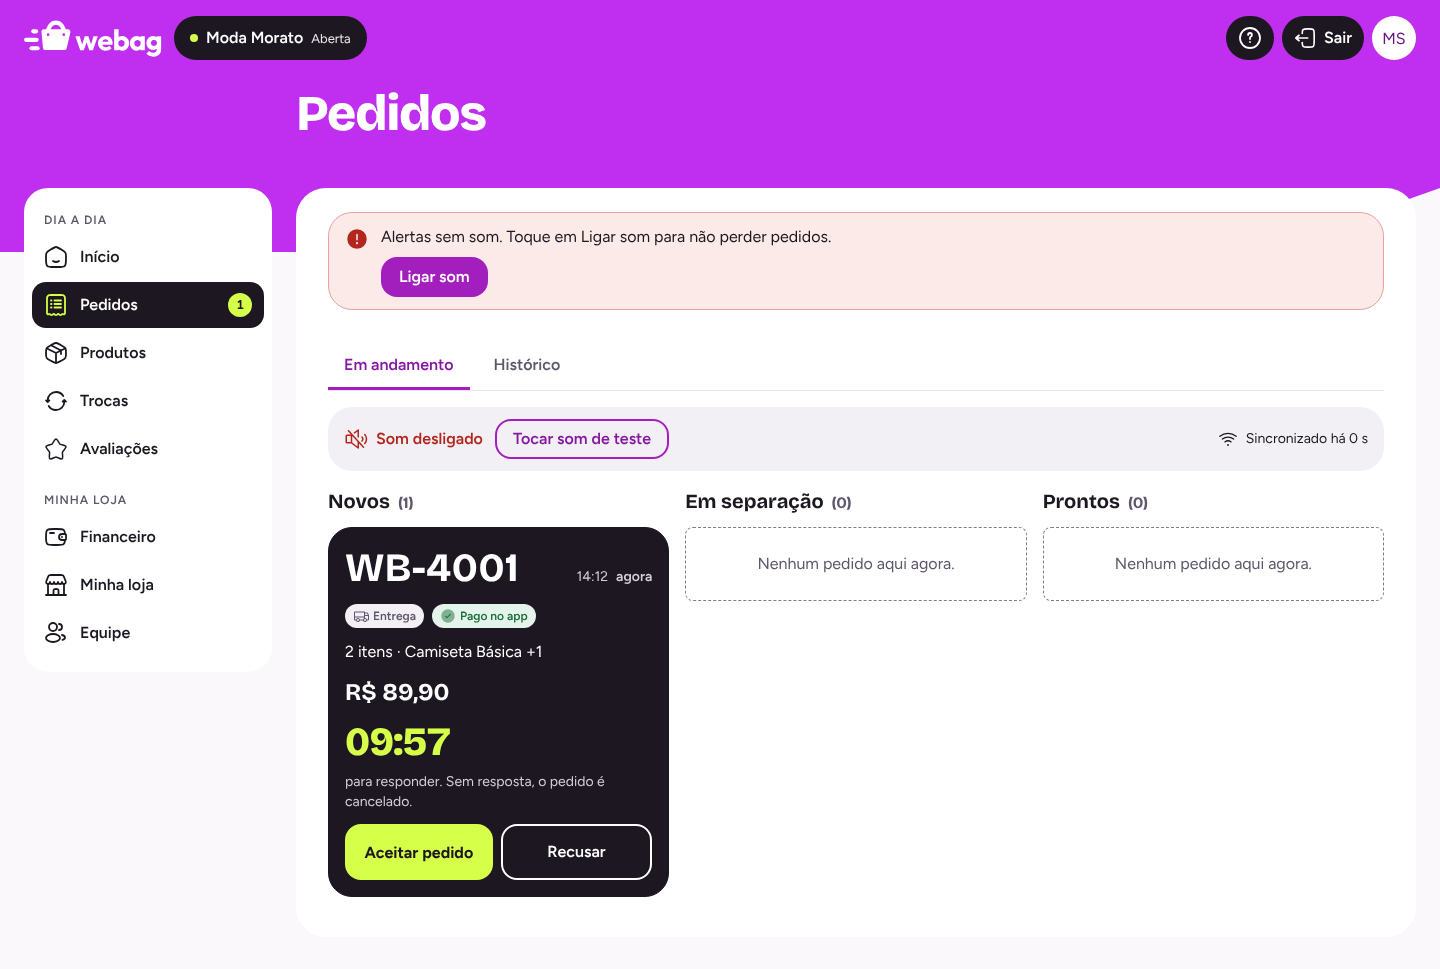 webag
Moda Morato Aberta
Sair
MS
Pedidos
DIA A DIA
Início
Pedidos 1
Produtos
Trocas
Avaliações
MINHA LOJA
Financeiro
Minha loja
Equipe
Alertas sem som. Toque em Ligar som para não perder pedidos.
Ligar som
Em andamento Histórico
Som desligado Tocar som de teste Sincronizado há 0 s
Novos (1)
WB-4001 14:12 agora
Entrega Pago no app
2 itens · Camiseta Básica +1
R$ 89,90
09:57
para responder. Sem resposta, o pedido é
cancelado.
Aceitar pedido Recusar
Em separação (0)
Nenhum pedido aqui agora.
Prontos (0)
Nenhum pedido aqui agora.